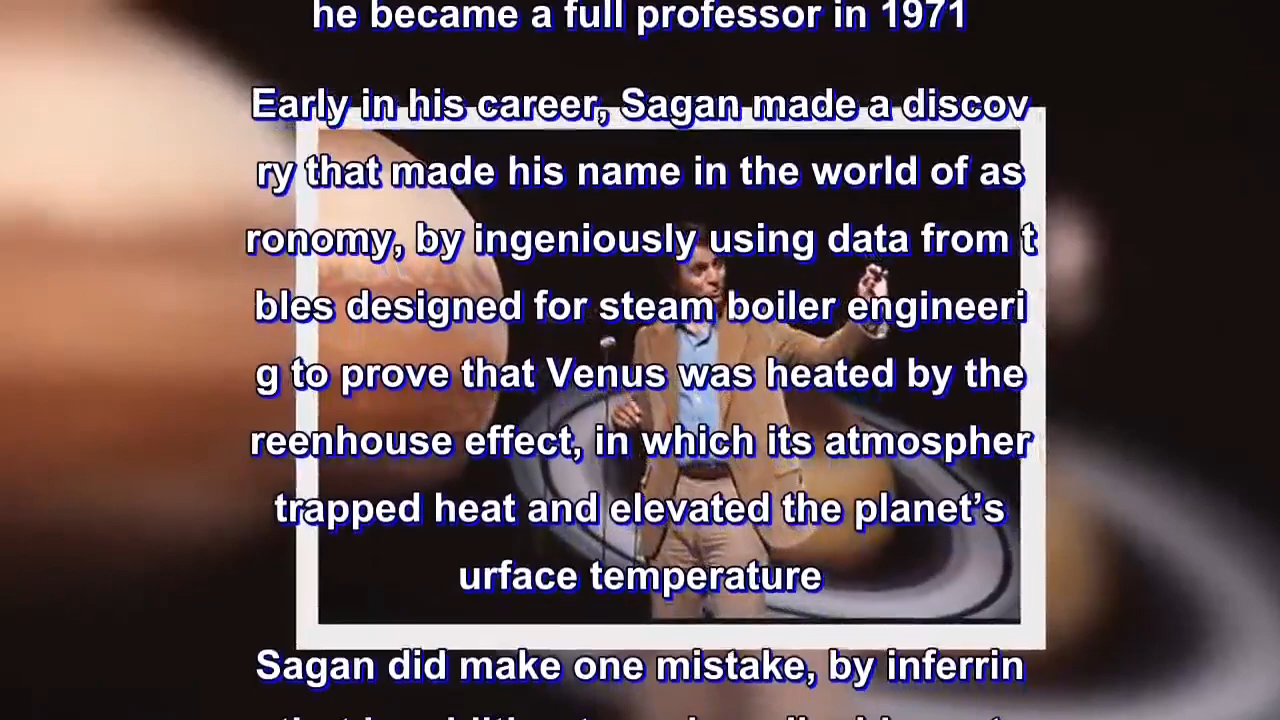 he became a full professor in 1971
Early in his career, Sagan made a discov
ry that made his name in the world of as
ronomy, by ingeniously using data from t
bles designed for steam boiler engineeri
g to prove that Venus was heated by the
reenhouse effect, in which its atmospher
trapped heat and elevated the planet’s
urface temperature
Sagan did make one mistake, by inferrin